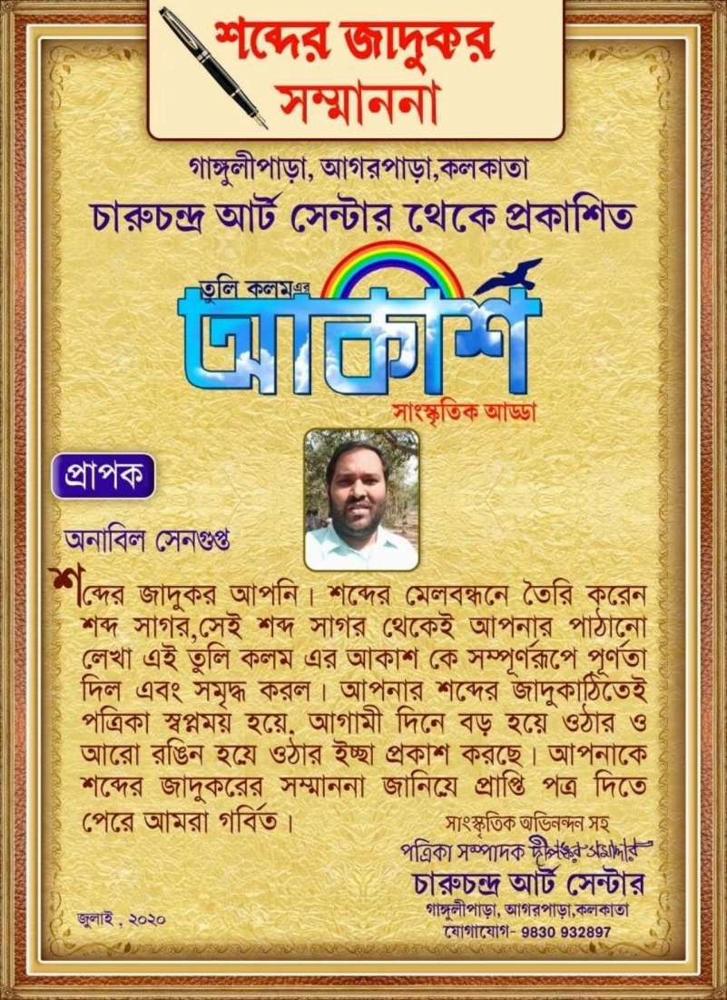 শব্দের জাদুকর
সম্মাননা
গাঙ্গুলীপাড়া, আগরপাড়া,কলকাতা
চারুচন্দ্র আর্ট সেন্টার থেকে প্রকাশিত
তুলি কলম এর
আকাশ
সাংস্কৃতিক আড্ডা
প্রাপক
অনাবিল সেনগুপ্ত
শব্দের জাদুকর আপনি। শব্দের মেলবন্ধনে তৈরি করেন
শব্দ সাগর,সেই শব্দ সাগর থেকেই আপনার পাঠানো
লেখা এই তুলি কলম এর আকাশ কে সম্পূর্ণরূপে পূর্ণতা
দিল এবং সমৃদ্ধ করল। আপনার শব্দের জাদুকাঠিতেই
পত্রিকা স্বপ্নময় হয়ে. আগামী দিনে বড় হয়ে ওঠার ও
আরো রঙিন হয়ে ওঠার ইচ্ছা প্রকাশ করছে। আপনাকে
শব্দের জাদুকরের সম্মাননা জানিয়ে প্রাপ্তি পত্র দিতে
পেরে আমরা গর্বিত।
সাংস্কৃতিক অভিনন্দন সহ
পত্রিকা সম্পাদক দীপঙ্কর সমাদ্দার
চারুচন্দ্র আর্ট সেন্টার
গাঙ্গুলীপাড়া, আগরপাড়া,কলকাতা
যোগাযোগ- 9830 932897
জুলাই , ২০২০